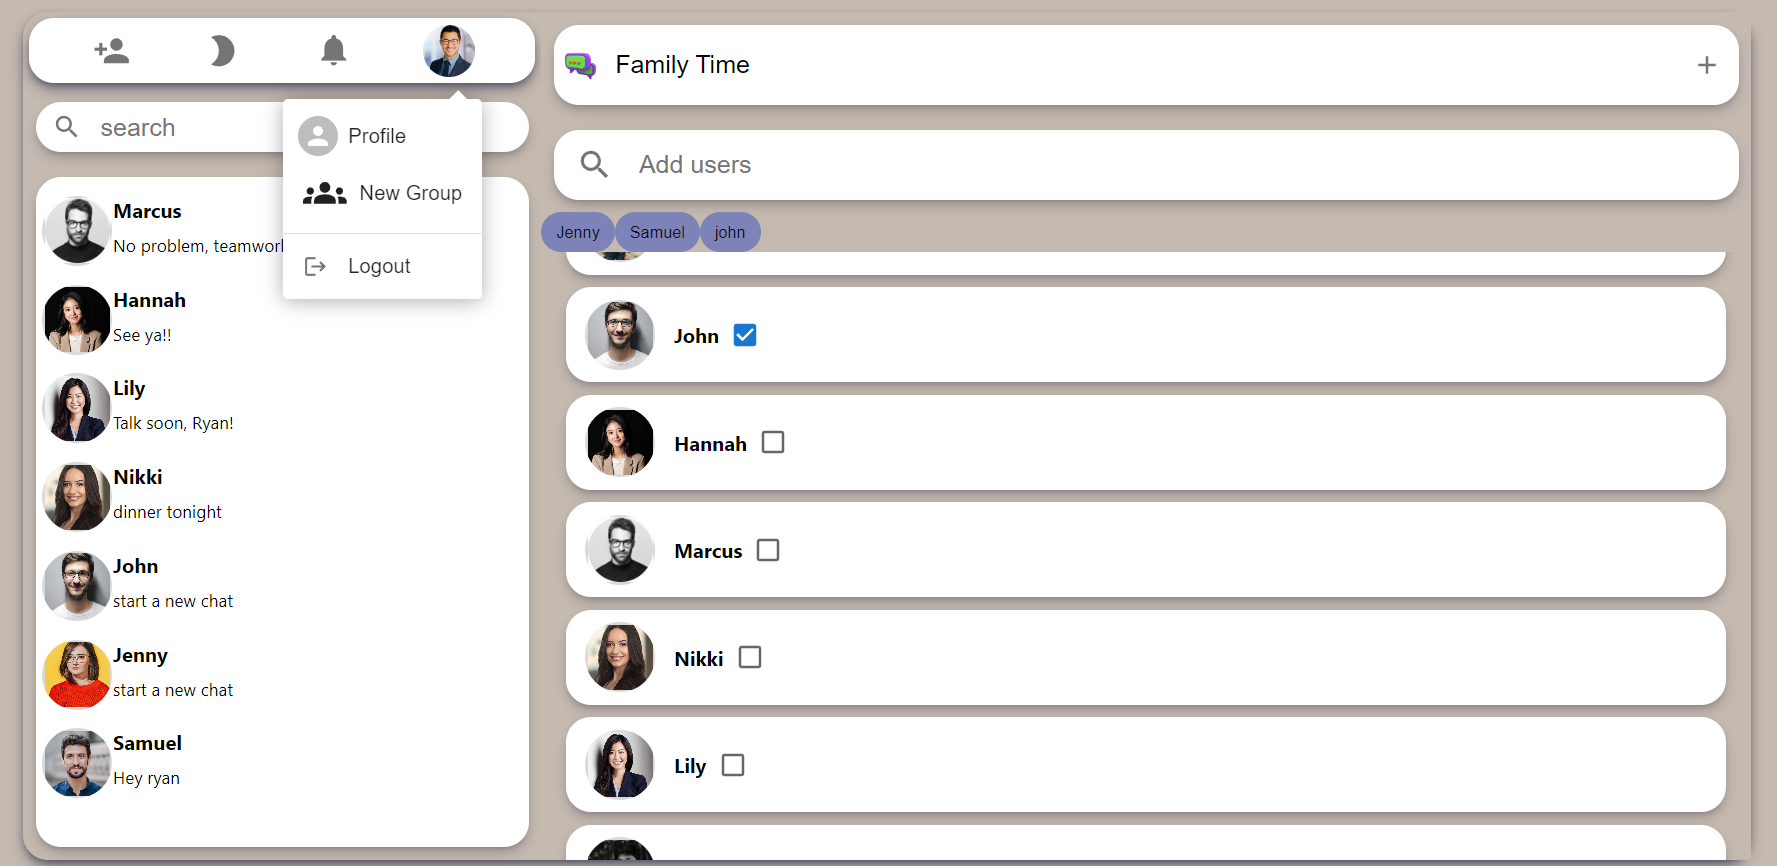 search
Profile
New Group
Logout
Marcus
No problem, teamwork
Hannah
See ya!!
Lily
Talk soon, Ryan!
Nikki
dinner tonight
John
start a new chat
Jenny
start a new chat
Samuel
Hey ryan
Family Time
Add users
Jenny Samuel john
John
Hannah
Marcus
Nikki
Lily